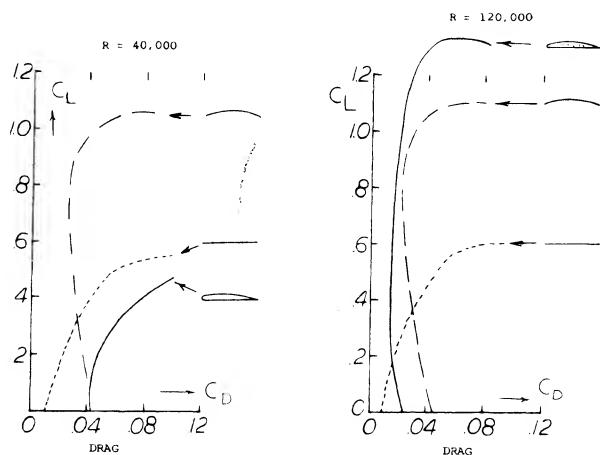 R = 40,000
1.2
1.0
.8
.6
.4
.2
0
C_L
.04
.08
.12
C_D
DRAG
R = 120,000
1.2
1.0
.8
.6
.4
.2
0
C_L
.04
.08
.12
C_D
DRAG